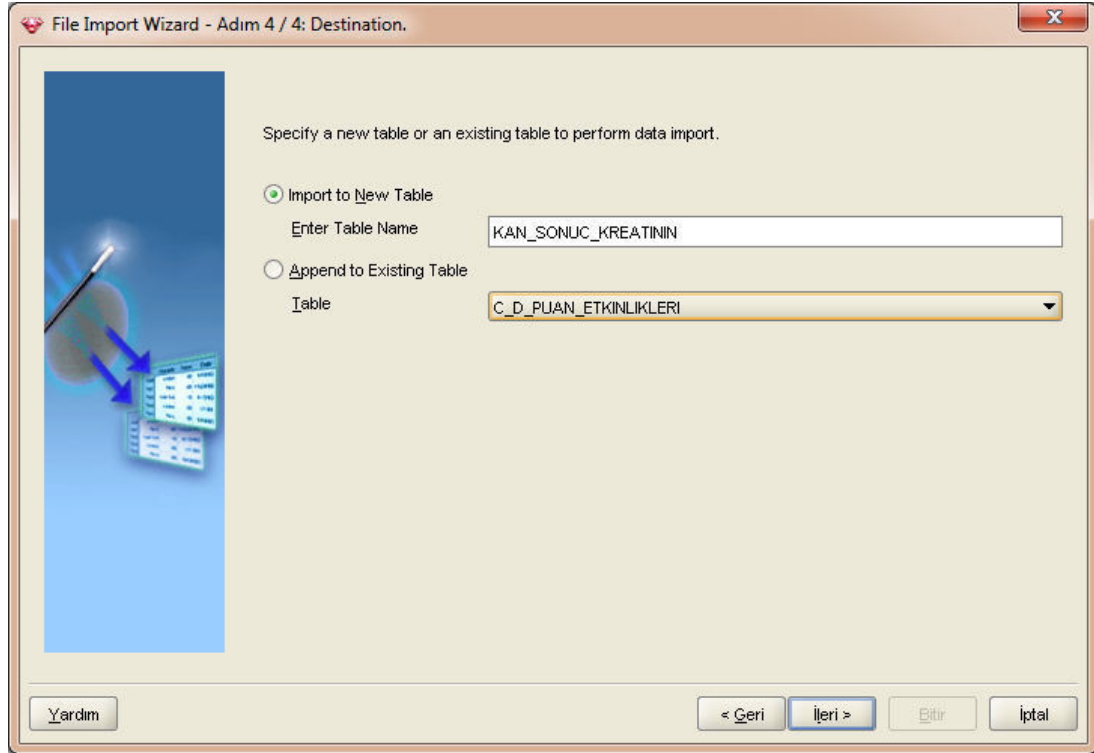 File Import Wizard - Adım 4 / 4: Destination.
Specify a new table or an existing table to perform data import.
Import to New Table
Enter Table Name
KAN_SONUC_KREATININ
Append to Existing Table
Table
C_D_PUAN_ETKINLIKLERI
Yardım
< Geri
İleri >
Bitir
İptal